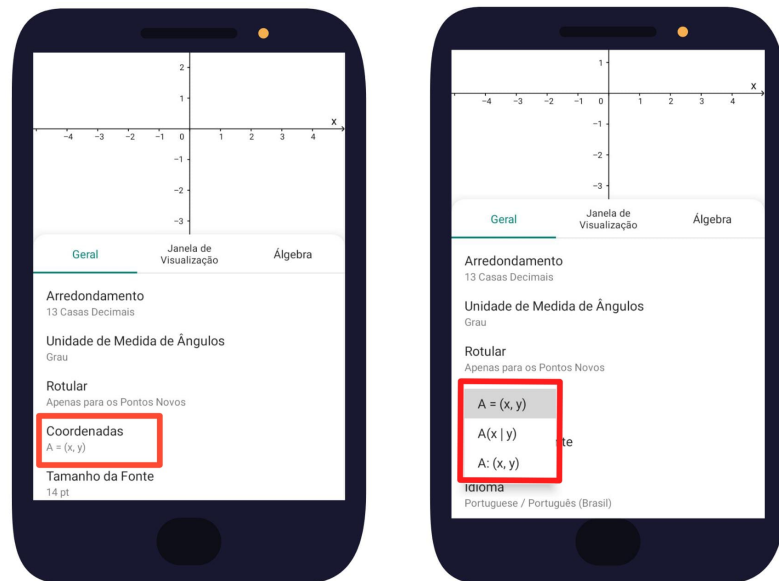 2
1
x
-4 -3 -2 -1 0 1 2 3 4
-1
-2
-3
Geral
Janela de
Visualização
Álgebra
Arredondamento
13 Casas Decimais
Unidade de Medida de Ângulos
Grau
Rotular
Apenas para os Pontos Novos
Coordenadas
A = (x, y)
Tamanho da Fonte
14 pt
1
x
-4 -3 -2 -1 0 1 2 3 4
-1
-2
-3
Geral
Janela de
Visualização
Álgebra
Arredondamento
13 Casas Decimais
Unidade de Medida de Ângulos
Grau
Rotular
Apenas para os Pontos Novos
A = (x, y)
A(x | y)
te
A: (x, y)
Idioma
Portuguese / Português (Brasil)